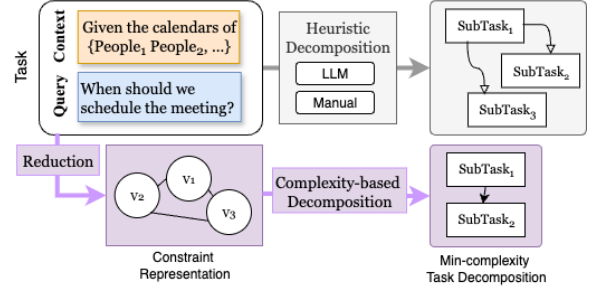 Task
Context
Given the calendars of
{People₁ People₂, ...}
Query
When should we
schedule the meeting?
Heuristic
Decomposition
LLM
Manual
SubTask₁
SubTask₂
SubTask₃
Reduction
v₁
v₂
v₃
Constraint
Representation
Complexity-based
Decomposition
SubTask₁
SubTask₂
Min-complexity
Task Decomposition